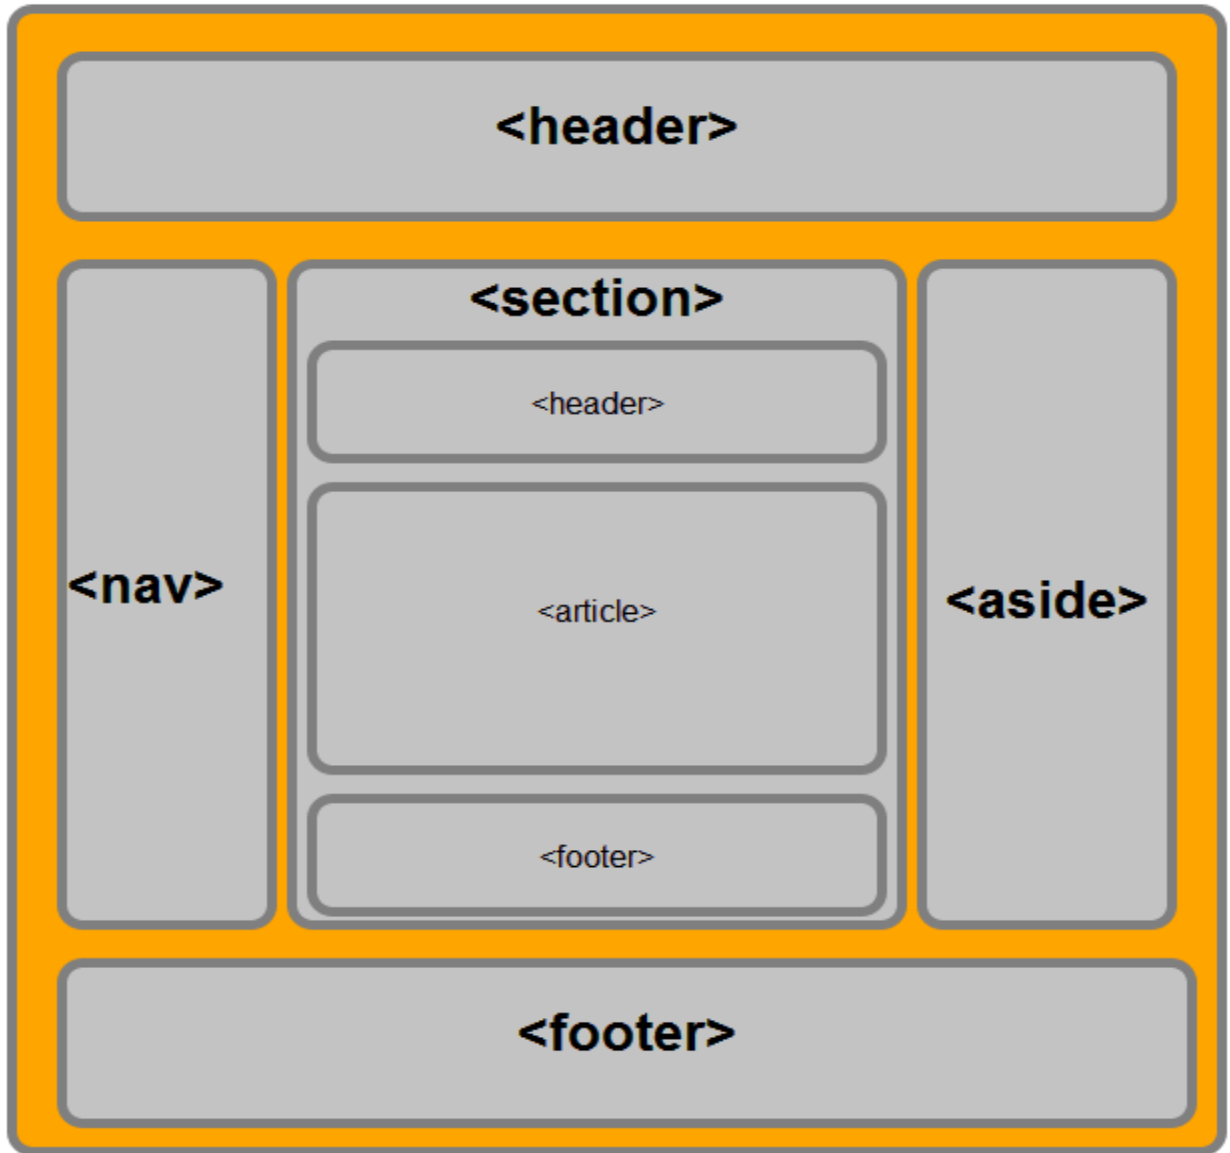 <header>
<nav>
<section>
<header>
<article>
<footer>
<aside>
<footer>